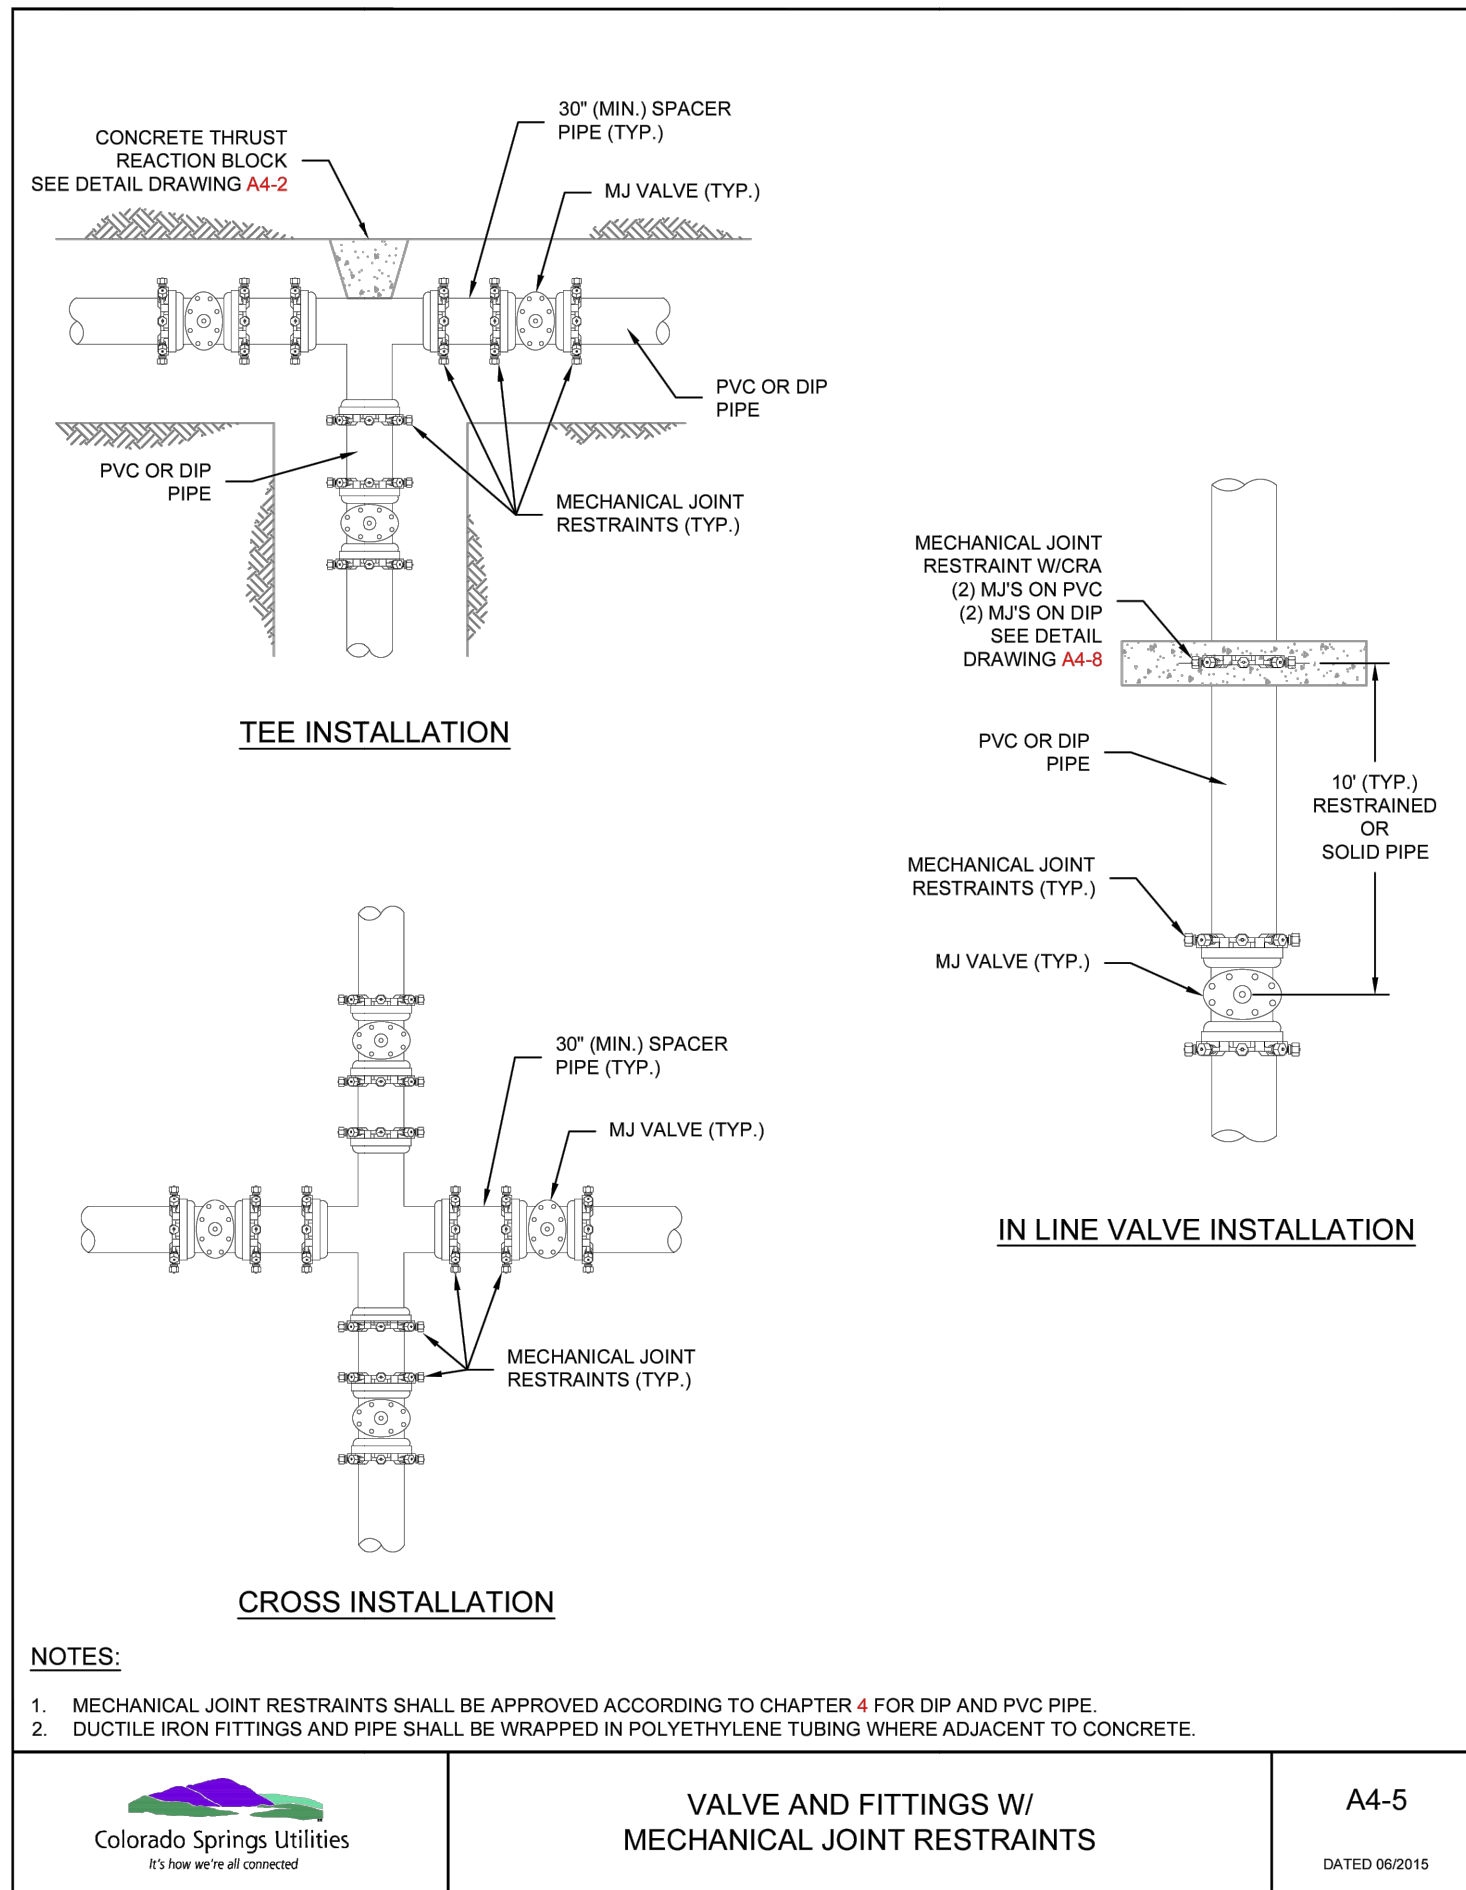 30" (MIN.) SPACER
PIPE (TYP.)
CONCRETE THRUST
REACTION BLOCK
SEE DETAIL DRAWING A4-2
MJ VALVE (TYP.)
PVC OR DIP
PIPE
PVC OR DIP
PIPE
MECHANICAL JOINT
RESTRAINTS (TYP.)
TEE INSTALLATION
MECHANICAL JOINT
RESTRAINT W/CRA
(2) MJ'S ON PVC
(2) MJ'S ON DIP
SEE DETAIL
DRAWING A4-8
PVC OR DIP
PIPE
10' (TYP.)
RESTRAINED
OR
SOLID PIPE
MECHANICAL JOINT
RESTRAINTS (TYP.)
MJ VALVE (TYP.)
IN LINE VALVE INSTALLATION
30" (MIN.) SPACER
PIPE (TYP.)
MJ VALVE (TYP.)
MECHANICAL JOINT
RESTRAINTS (TYP.)
CROSS INSTALLATION
NOTES:
1. MECHANICAL JOINT RESTRAINTS SHALL BE APPROVED ACCORDING TO CHAPTER 4 FOR DIP AND PVC PIPE.
2. DUCTILE IRON FITTINGS AND PIPE SHALL BE WRAPPED IN POLYETHYLENE TUBING WHERE ADJACENT TO CONCRETE.
Colorado Springs Utilities
It's how we're all connected
VALVE AND FITTINGS W/
MECHANICAL JOINT RESTRAINTS
A4-5
DATED 06/2015